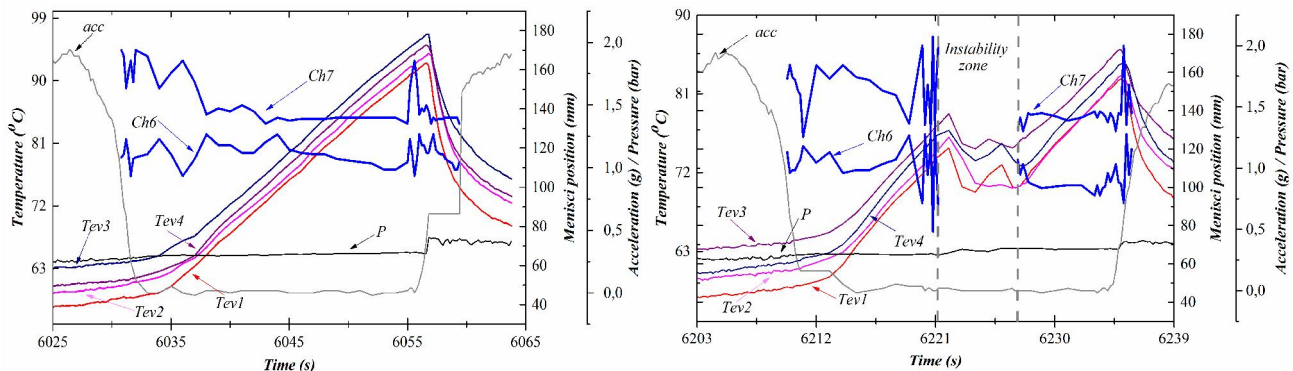 99
90
81
72
63
Temperature (°C)
acc
Ch7
Ch6
Tev3
Tev4
P
Tev2
Tev1
6025
6035
6045
6055
6065
Time (s)
180
160
140
120
100
80
60
40
Menisci position (mm)
2,0
1,5
1,0
0,5
0,0
Acceleration (g) / Pressure (bar)
90
81
72
63
Temperature (°C)
acc
Instability
zone
Ch7
Ch6
Tev3
P
Tev4
Tev2
Tev1
6203
6212
6221
6230
6239
Time (s)
180
160
140
120
100
80
60
40
Menisci position (mm)
2,0
1,5
1,0
0,5
0,0
Acceleration (g) / Pressure (bar)